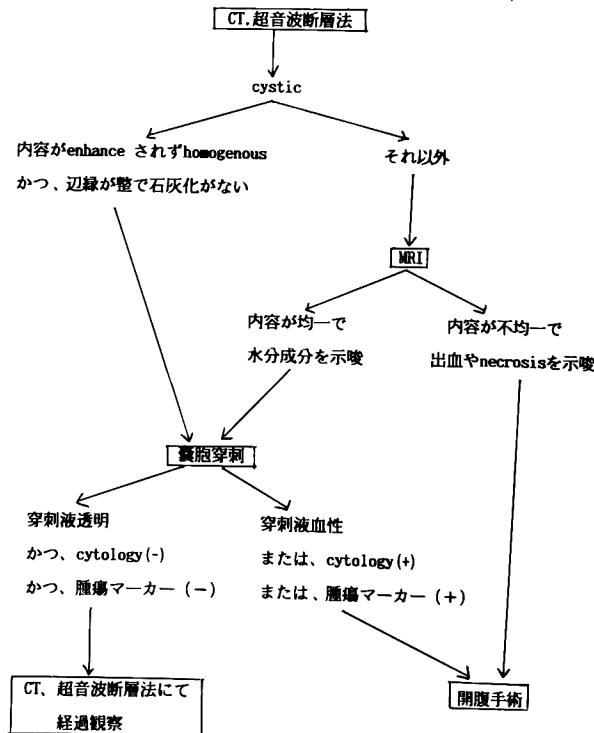 CT.超音波断層法
cystic
内容がenhance されずhomogenous
かつ、辺縁が整で石灰化がない
それ以外
MRI
内容が均一で
水分成分を示唆
内容が不均一で
出血やnecrosisを示唆
嚢胞穿刺
穿刺液透明
かつ、cytology(-)
かつ、腫瘍マーカー (-)
穿刺液血性
または、cytology(+)
または、腫瘍マーカー (+)
CT、超音波断層法にて
経過観察
開腹手術